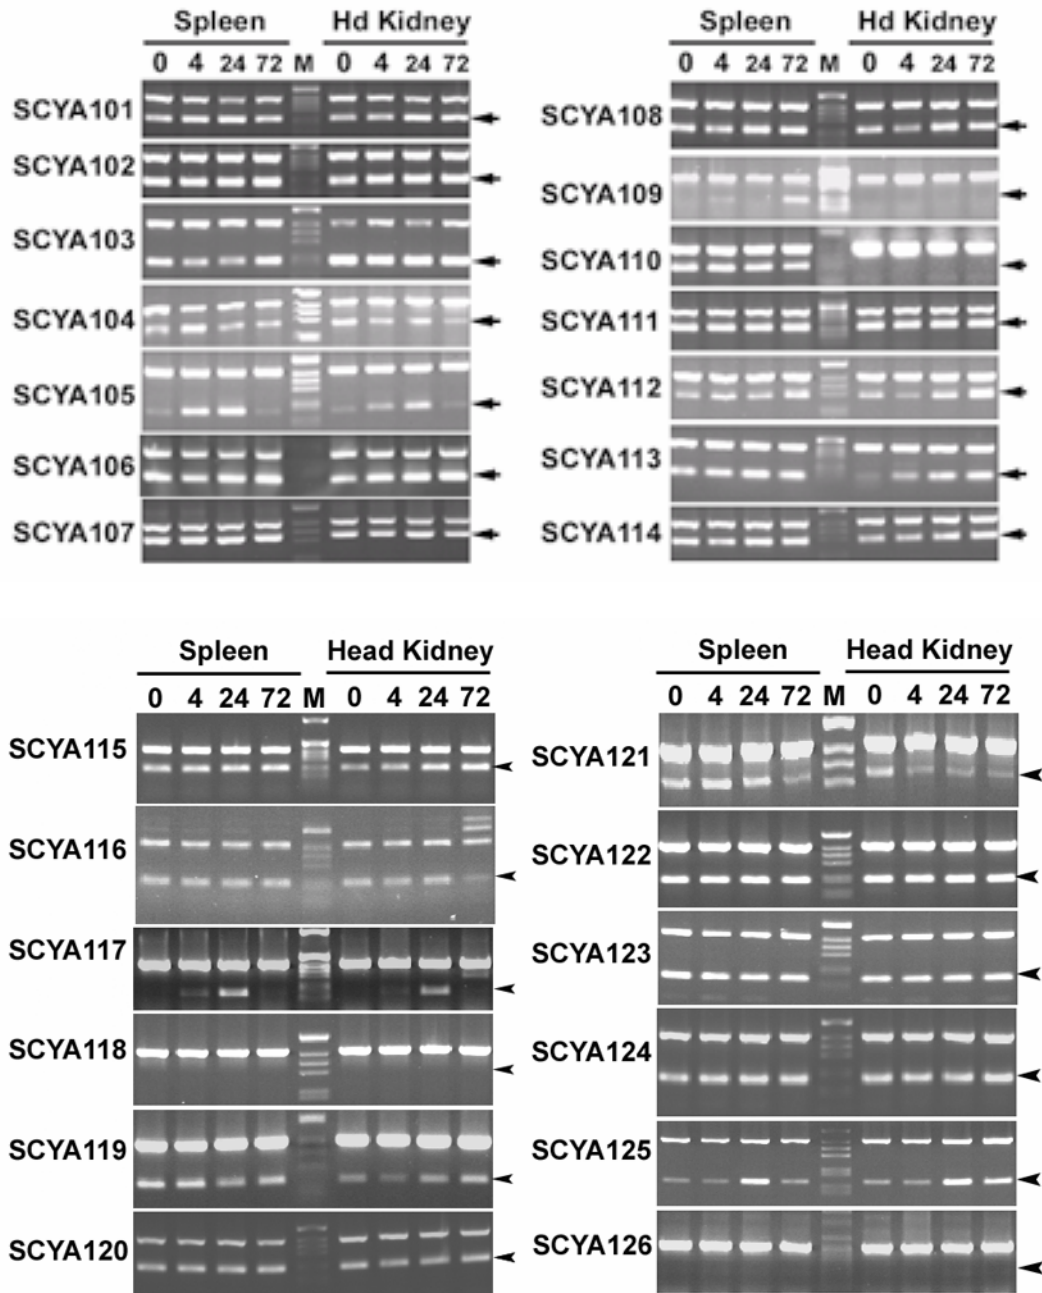 Spleen Hd Kidney
0 4 24 72 M 0 4 24 72
SCYA101
SCYA102
SCYA103
SCYA104
SCYA105
SCYA106
SCYA107
Spleen Hd Kidney
0 4 24 72 M 0 4 24 72
SCYA108
SCYA109
SCYA110
SCYA111
SCYA112
SCYA113
SCYA114
Spleen Head Kidney
0 4 24 72 M 0 4 24 72
SCYA115
SCYA116
SCYA117
SCYA118
SCYA119
SCYA120
Spleen Head Kidney
0 4 24 72 M 0 4 24 72
SCYA121
SCYA122
SCYA123
SCYA124
SCYA125
SCYA126